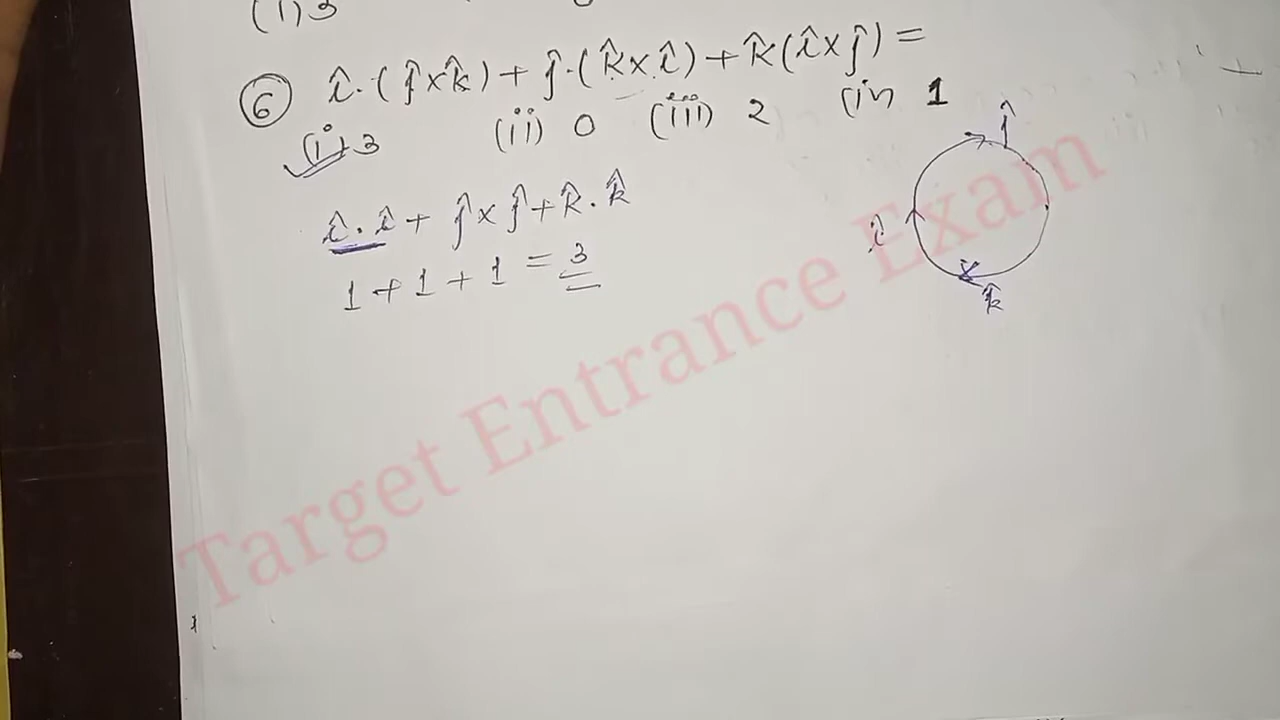 (i) 3
⑥ î·(ĵ×k̂)+ĵ·(k̂×î)+k̂(î×ĵ)=
(i) 3 (ii) 0 (iii) 2 (iv) 1
ĵ
î·î+ ĵ×ĵ+k̂·k̂
î
1+1+1=3
k̂
Target Entrance Exam